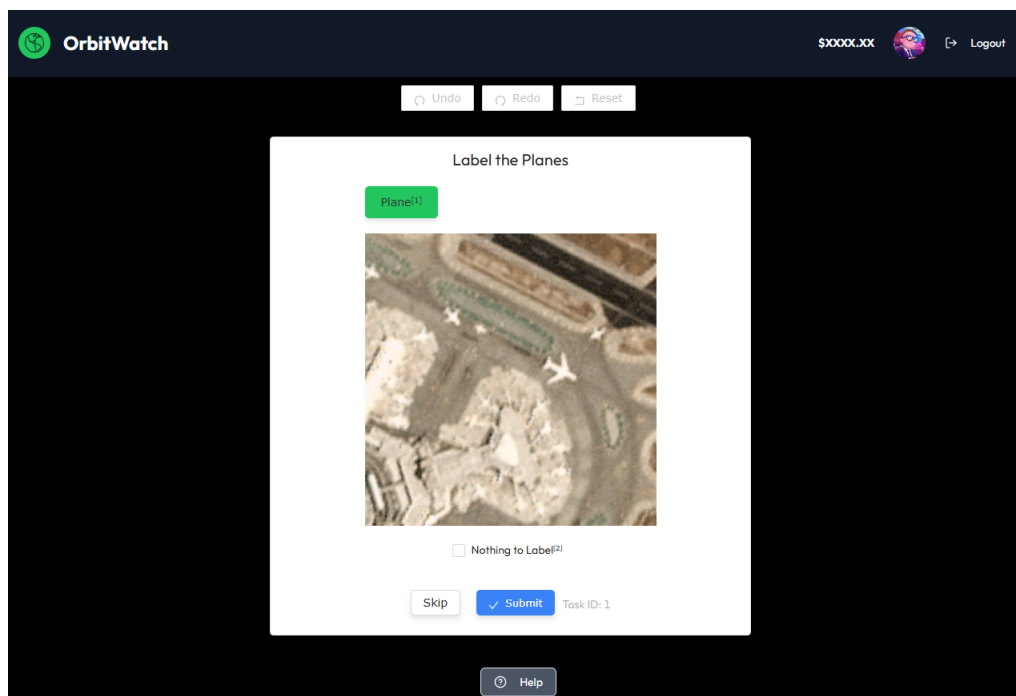 OrbitWatch $XXXX.XX Logout
Undo Redo Reset
Label the Planes
Plane[1]
Nothing to Label[2]
Skip Submit Task ID: 1
Help